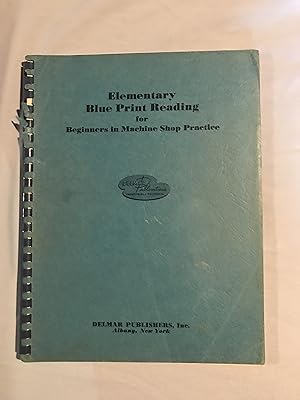 Elementary
Blue Print Reading
for
Beginners in Machine Shop Practice
DELMAR PUBLISHERS, Inc.
Albany, New York